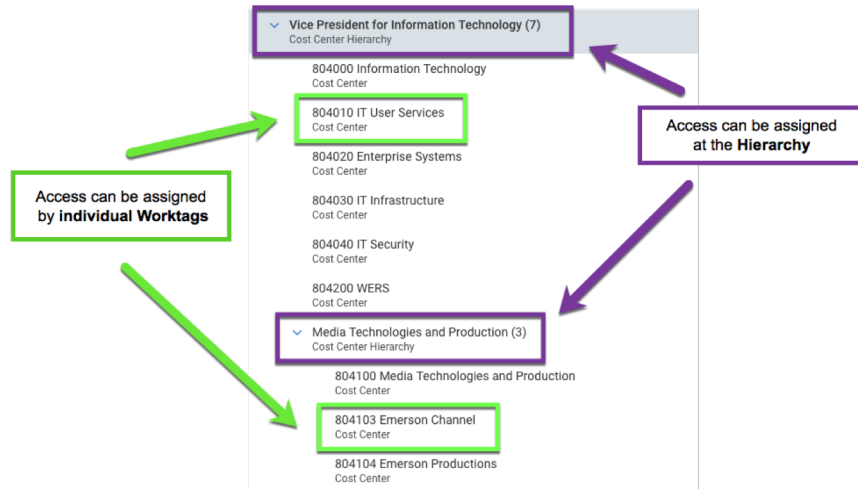 Vice President for Information Technology (7)
Cost Center Hierarchy
804000 Information Technology
Cost Center
804010 IT User Services
Cost Center
804020 Enterprise Systems
Cost Center
804030 IT Infrastructure
Cost Center
804040 IT Security
Cost Center
804200 WERS
Cost Center
Media Technologies and Production (3)
Cost Center Hierarchy
804100 Media Technologies and Production
Cost Center
804103 Emerson Channel
Cost Center
804104 Emerson Productions
Cost Center
Access can be assigned
at the Hierarchy
Access can be assigned
by individual Worktags